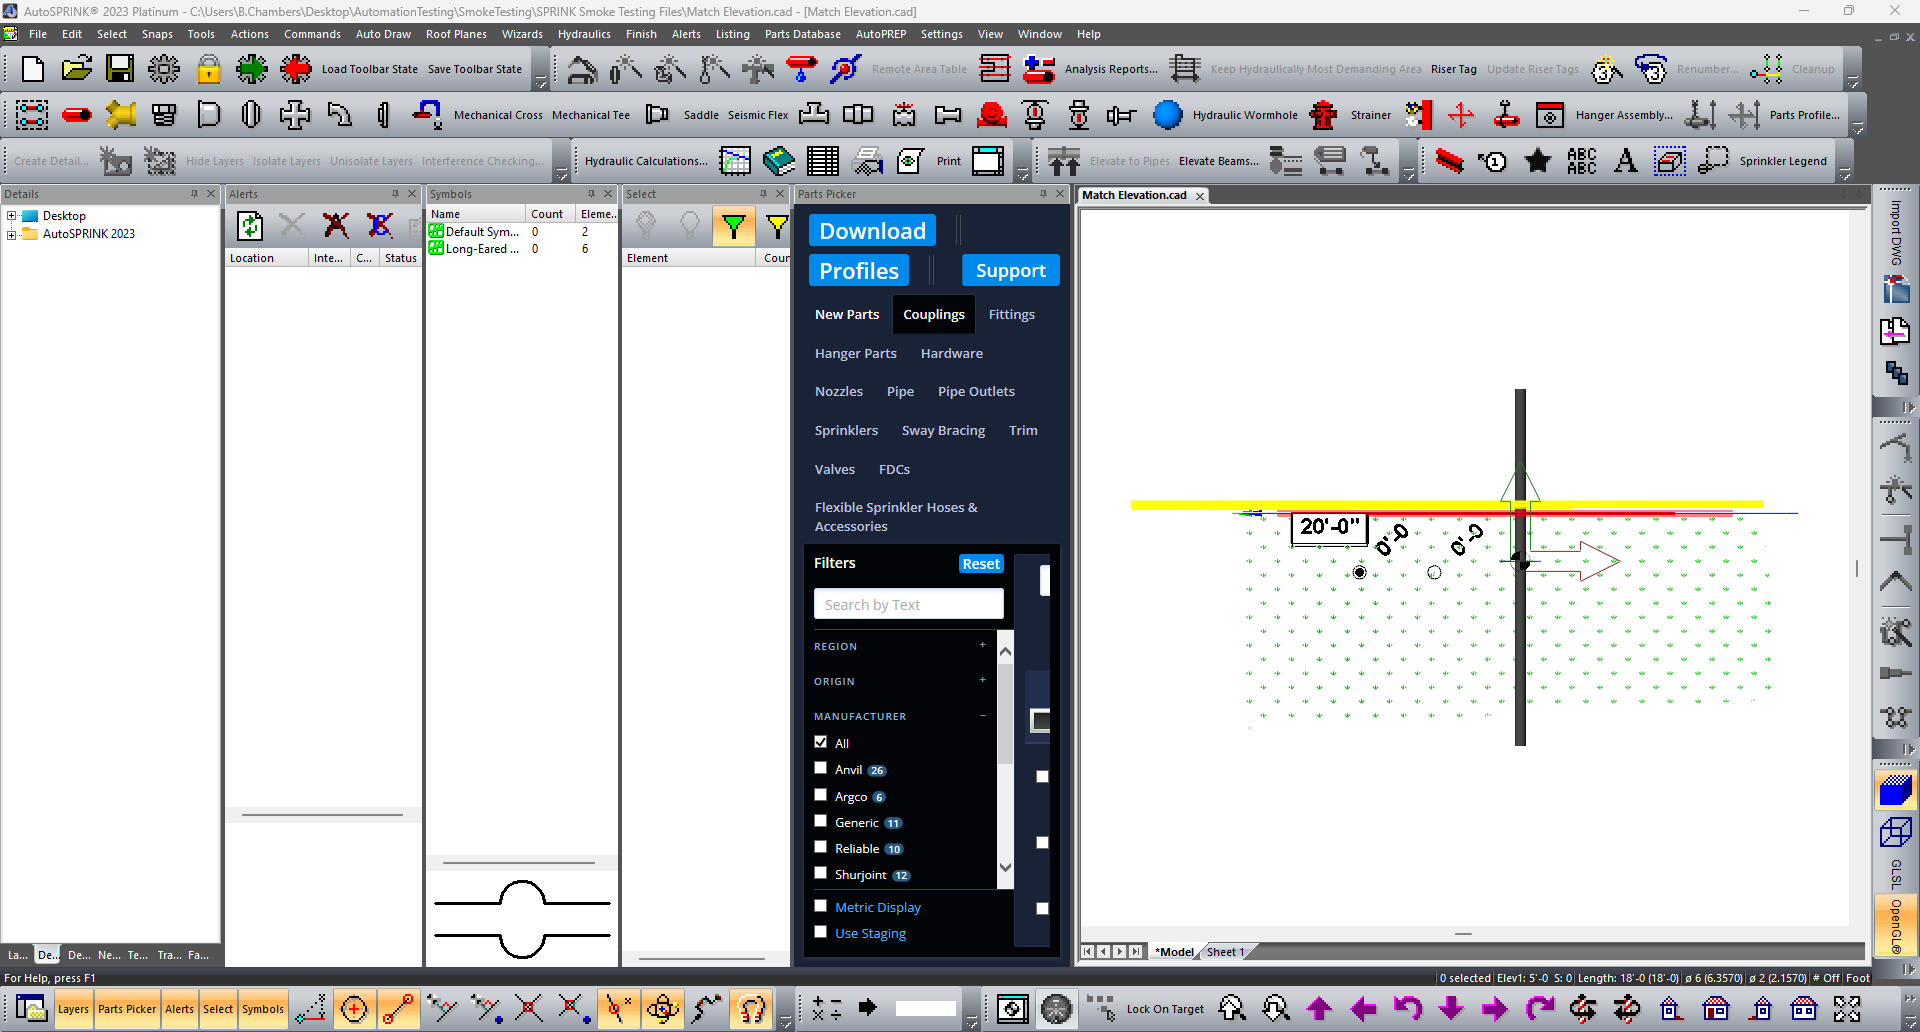 AutoSPRINK® 2023 Platinum - C:\Users\B.Chambers\Desktop\AutomationTesting\SmokeTesting\SPRINK Smoke Testing Files\Match Elevation.cad - [Match Elevation.cad]
File Edit Select Snaps Tools Actions Commands Auto Draw Roof Planes Wizards Hydraulics Finish Alerts Listing Parts Database AutoPREP Settings View Window Help
Load Toolbar State Save Toolbar State Remote Area Table Analysis Reports... Keep Hydraulically Most Demanding Area Riser Tag Update Riser Tags 3 3 Renumber... Cleanup
Mechanical Cross Mechanical Tee Saddle Seismic Flex Hydraulic Wormhole Strainer Hanger Assembly... Parts Profile...
Create Detail... Hide Layers Isolate Layers Unisolate Layers Interference Checking... Hydraulic Calculations... Print Elevate to Pipes Elevate Beams... 1 ABC ABC A Sprinkler Legend
Details
Desktop
AutoSPRINK 2023
La... De... De... Ne... Te... Tra... Fa...
Alerts
Location Inte... C... Status
Symbols
Name Count Eleme...
Default Sym... 0 2
Long-Eared ... 0 6
Select
Element Coun
Parts Picker
Download
Profiles Support
New Parts Couplings Fittings
Hanger Parts Hardware
Nozzles Pipe Pipe Outlets
Sprinklers Sway Bracing Trim
Valves FDCs
Flexible Sprinkler Hoses &
Accessories
Filters Reset
Search by Text
REGION +
ORIGIN +
MANUFACTURER −
All
Anvil 26
Argco 6
Generic 11
Reliable 10
Shurjoint 12
Metric Display
Use Staging
Match Elevation.cad
20'-0"
0'-0
0'-0
*Model Sheet 1
Import DWG
GLSL
OpenGL®
For Help, press F1
0 selected Elev1: 5'-0 S: 0 Length: 18'-0 (18'-0) ø 6 (6.3570) ø 2 (2.1570) # Off Foot
Layers Parts Picker Alerts Select Symbols Lock On Target